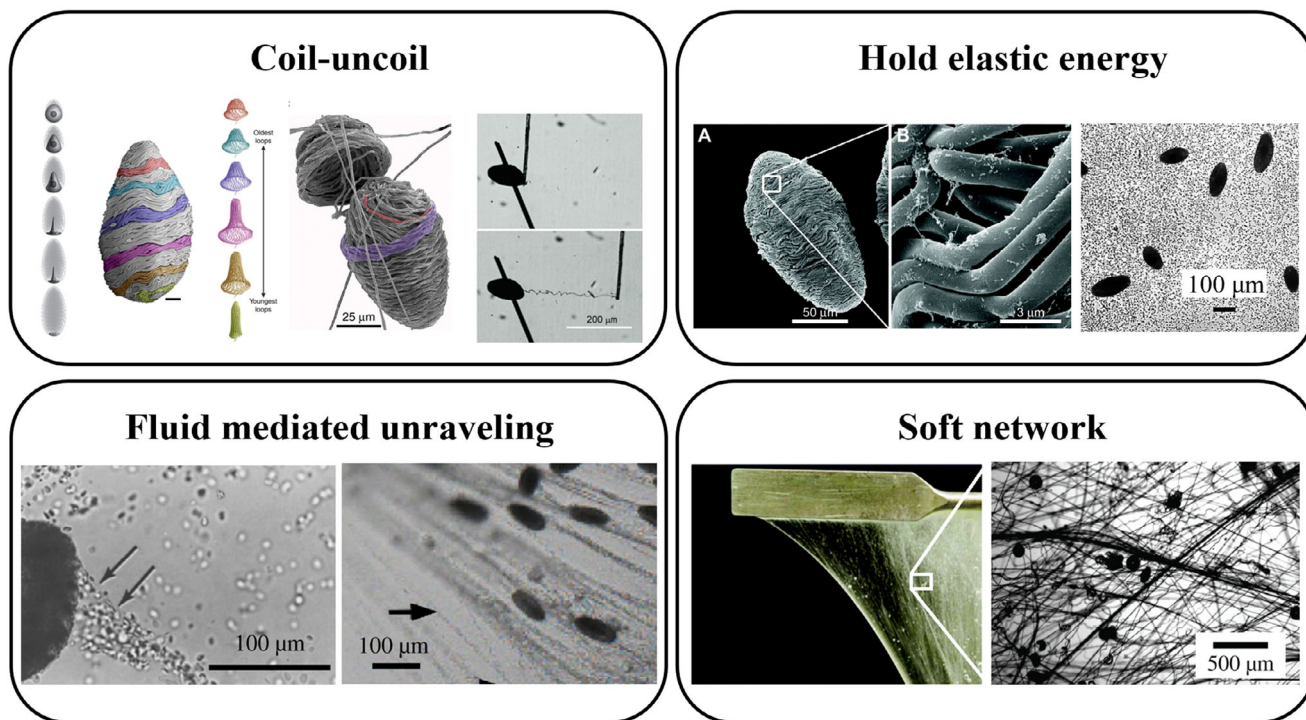 Coil-uncoil
Oldest
loops
Youngest
loops
25 µm
200 µm
Hold elastic energy
A
B
50 µm
3 µm
100 µm
Fluid mediated unraveling
100 µm
100 µm
Soft network
500 µm